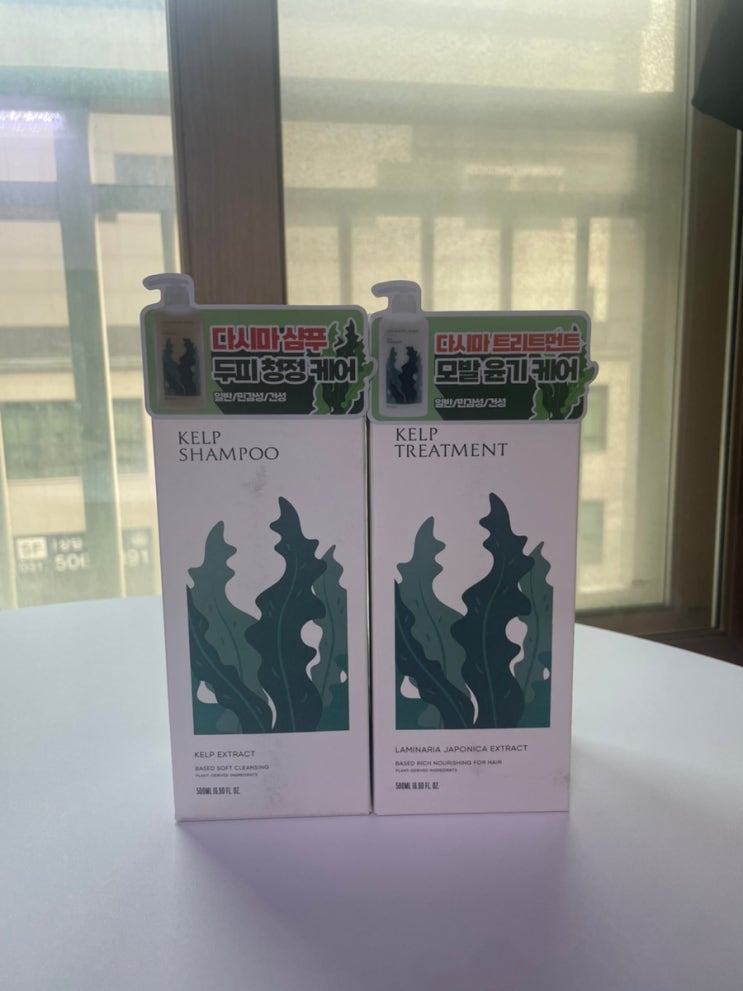 다시마 샴푸
두피 청정 케어
일반/민감성/건성
KELP
SHAMPOO
KELP EXTRACT
BASED SOFT CLEANSING
PLANT-DERIVED INGREDIENTS
500ML 16.90 FL. OZ.
다시마 트리트먼트
모발 윤기 케어
일반/민감성/건성
KELP
TREATMENT
LAMINARIA JAPONICA EXTRACT
BASED RICH NOURISHING FOR HAIR
PLANT-DERIVED INGREDIENTS
500ML 16.90 FL. OZ.